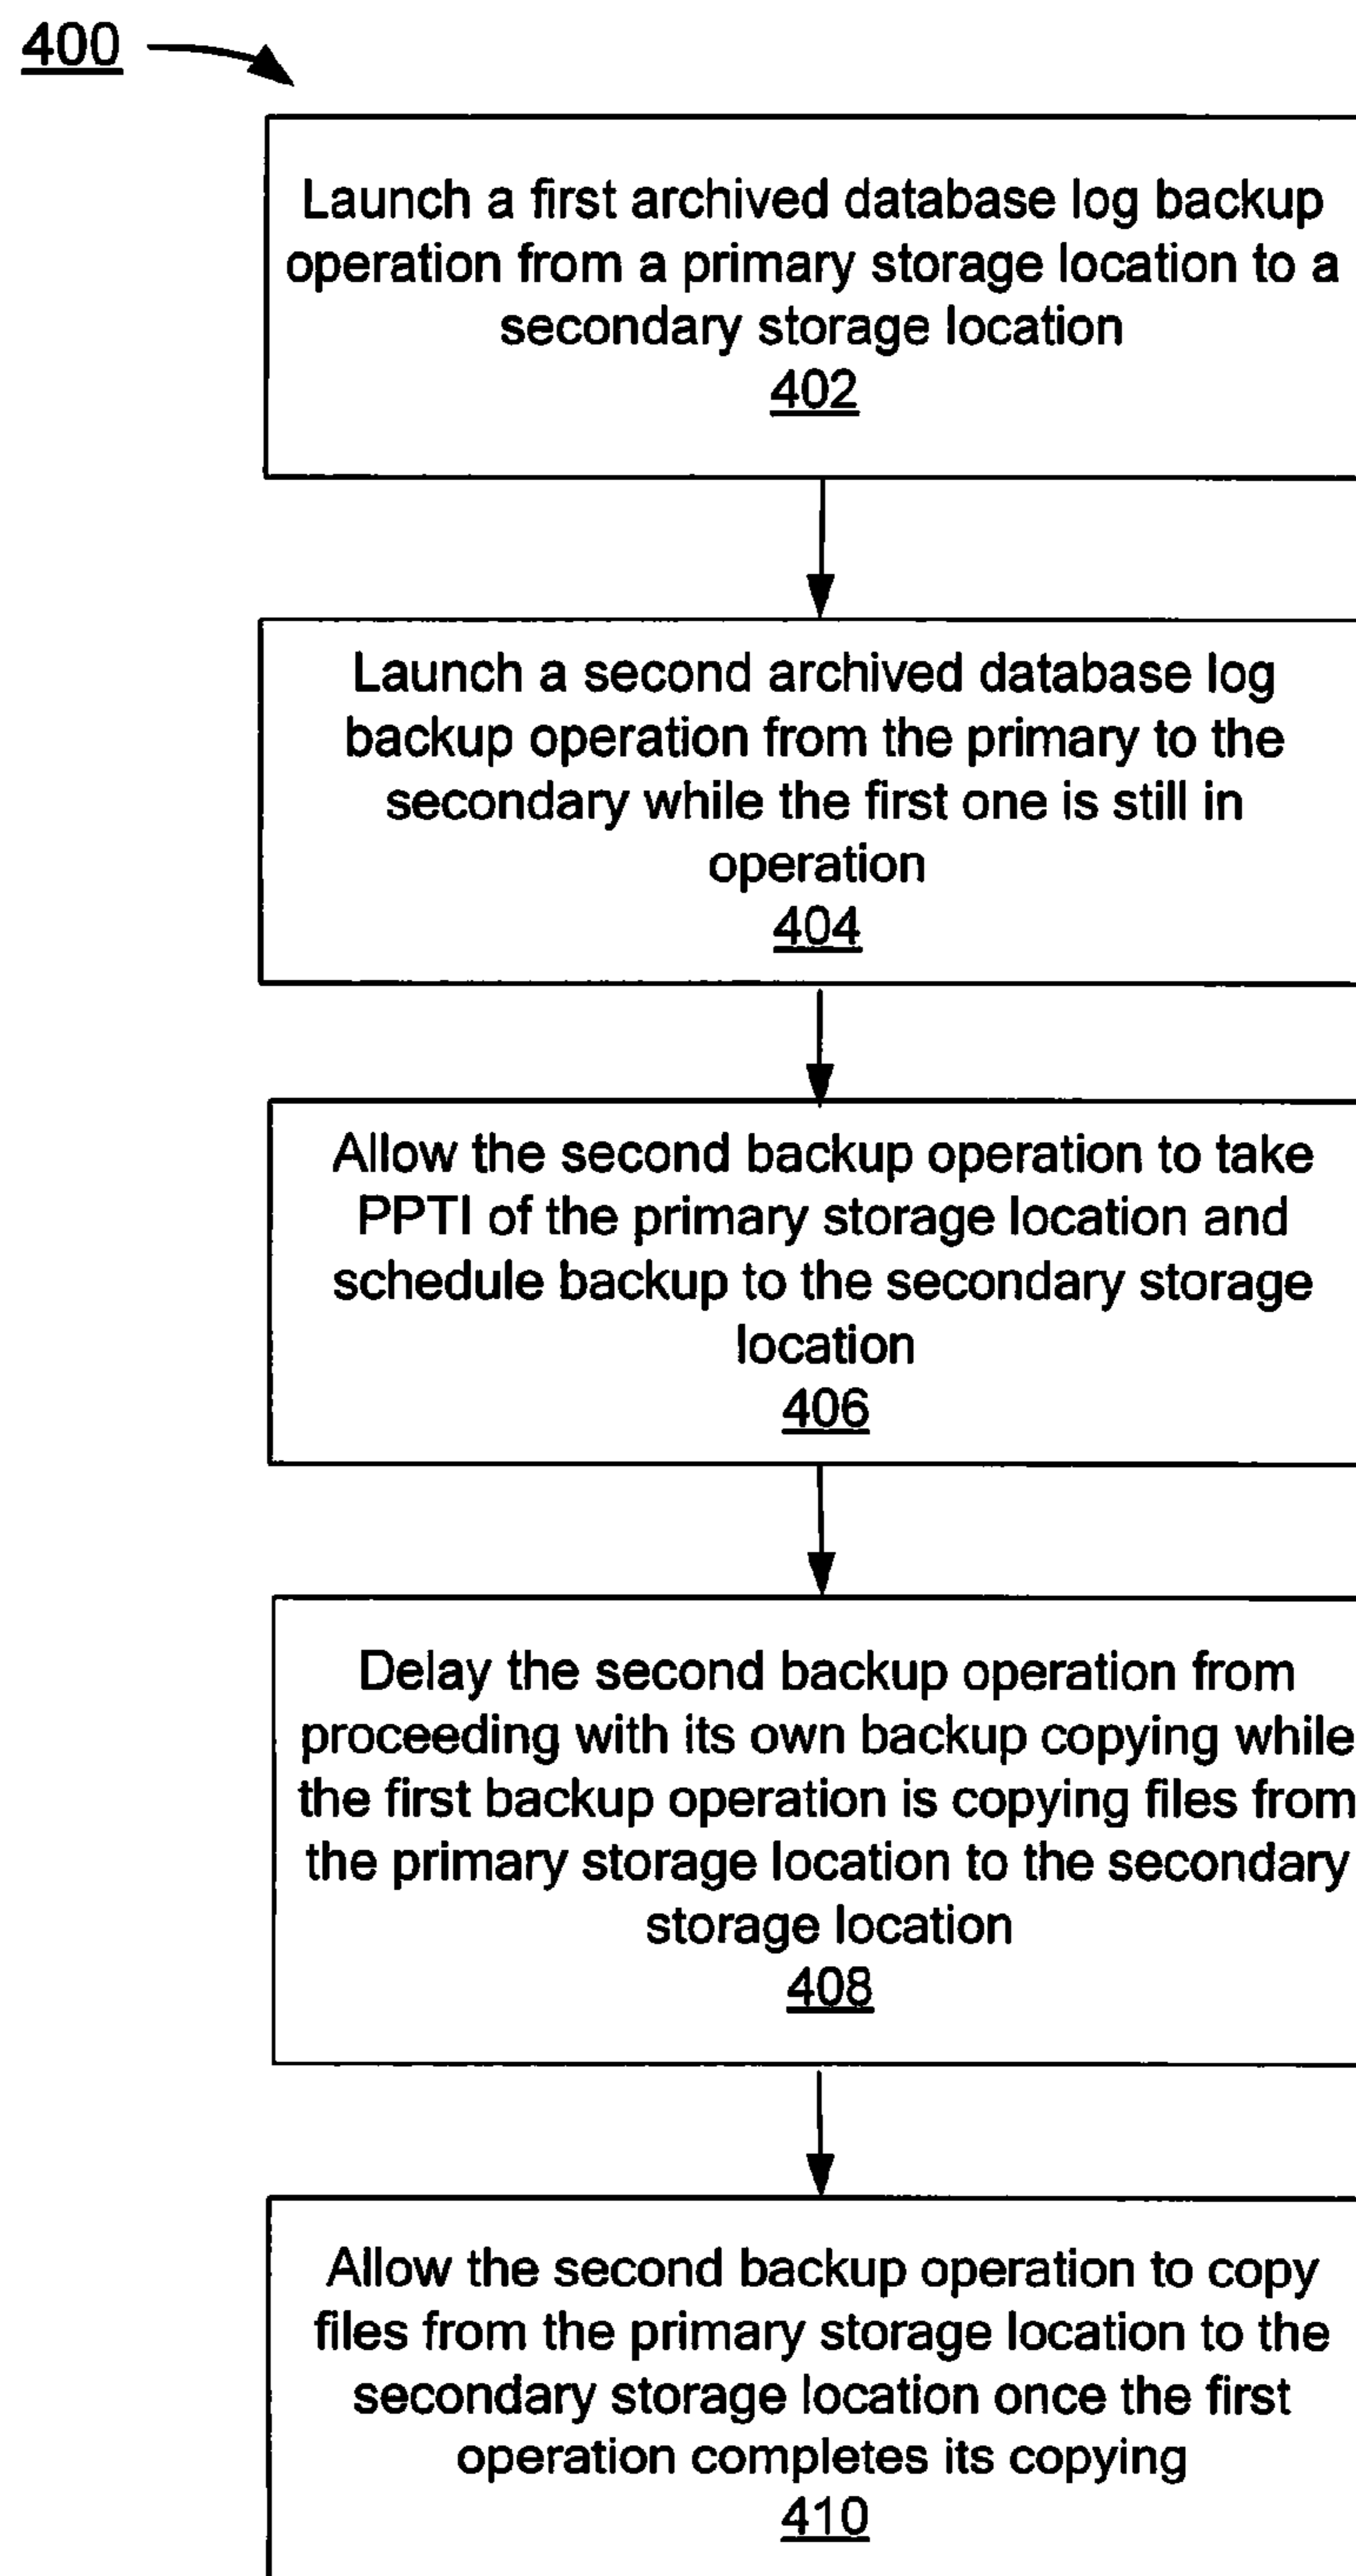 400
Launch a first archived database log backup
operation from a primary storage location to a
secondary storage location
402
Launch a second archived database log
backup operation from the primary to the
secondary while the first one is still in
operation
404
Allow the second backup operation to take
PPTI of the primary storage location and
schedule backup to the secondary storage
location
406
Delay the second backup operation from
proceeding with its own backup copying while
the first backup operation is copying files from
the primary storage location to the secondary
storage location
408
Allow the second backup operation to copy
files from the primary storage location to the
secondary storage location once the first
operation completes its copying
410